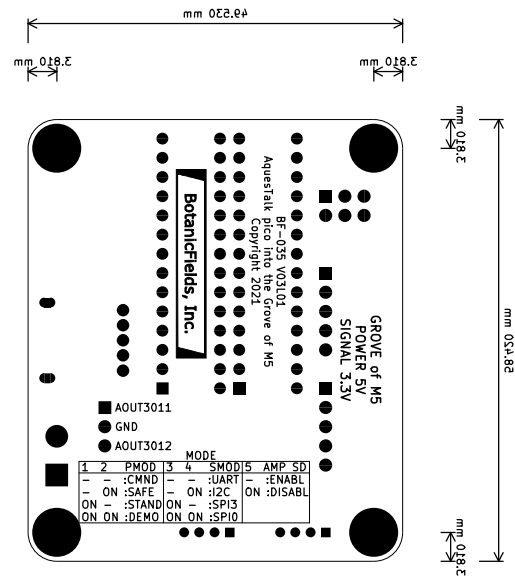 49.530 mm
3.810 mm
3.810 mm
3.810 mm
58.420 mm
3.810 mm
BotanicFields, Inc.
BF-035 V03L01
AquesTalk pico into the Grove of M5
Copyright 2021
GROVE of M5
POWER 5V
SIGNAL 3.3V
AOUT3011
GND
AOUT3012
MODE
1 2 PMOD 3 4 SMOD 5 AMP SD
- - :CMND - - :UART - :ENABL
- ON :SAFE - ON :I2C ON :DISABL
ON - :STAND ON - :SPI3
ON ON :DEMO ON ON :SPI0